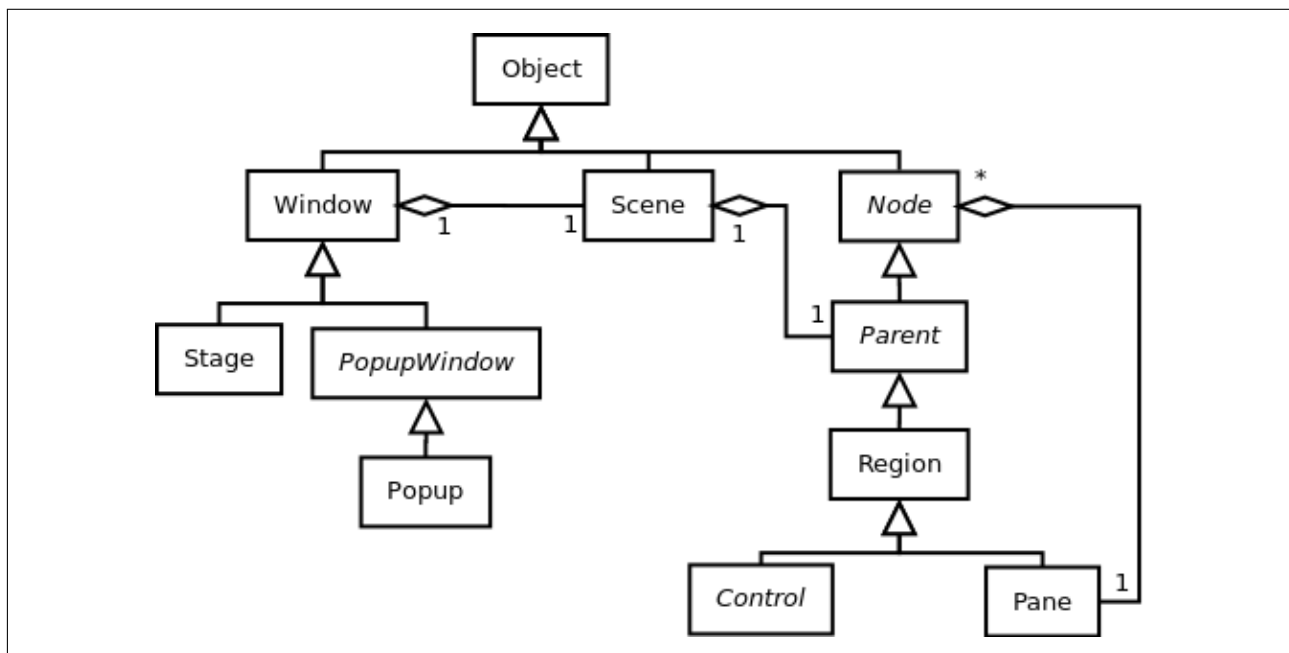 Object
Window
1
1
Scene
1
Node
*
Stage
PopupWindow
1
Parent
Popup
Region
Control
Pane
1